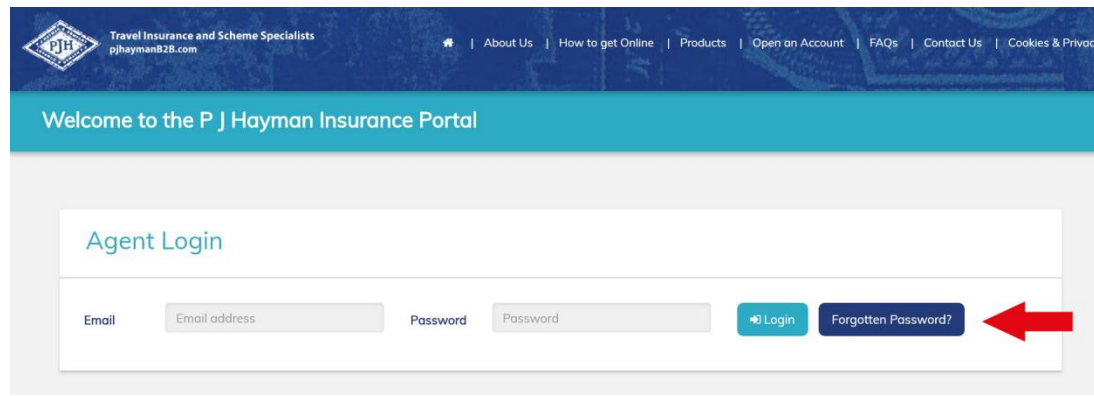 PJH
Travel Insurance and Scheme Specialists
pjhaymanB2B.com
| About Us | How to get Online | Products | Open an Account | FAQs | Contact Us | Cookies & Privac
Welcome to the P J Hayman Insurance Portal
Agent Login
Email Email address Password Password Login Forgotten Password?